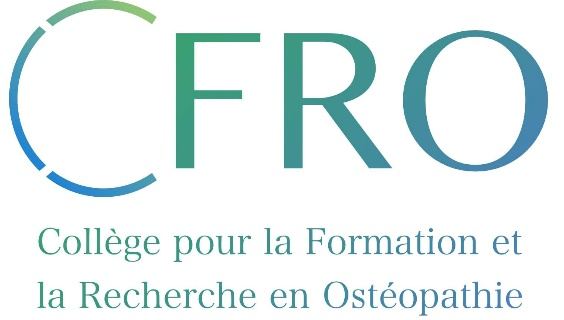 CFRO
Collège pour la Formation et
la Recherche en Ostéopathie